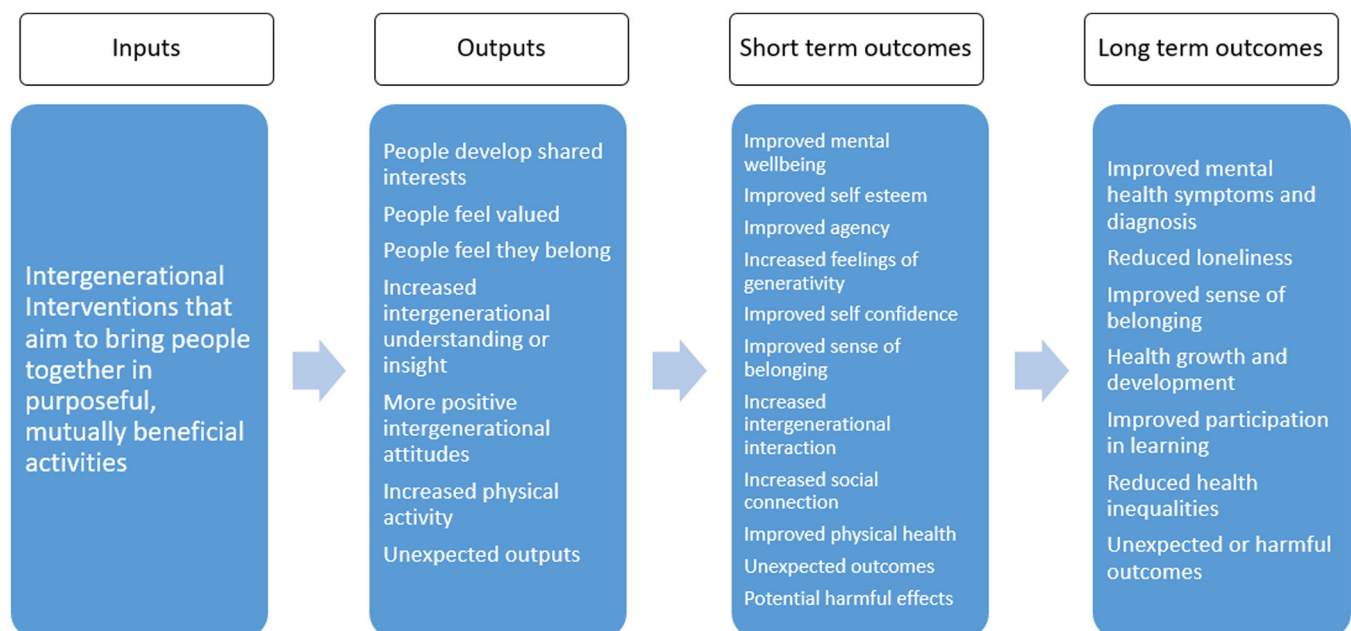 Inputs
Outputs
Short term outcomes
Long term outcomes
Intergenerational
Interventions that
aim to bring people
together in
purposeful,
mutually beneficial
activities
People develop shared
interests
People feel valued
People feel they belong
Increased
intergenerational
understanding or
insight
More positive
intergenerational
attitudes
Increased physical
activity
Unexpected outputs
Improved mental
wellbeing
Improved self esteem
Improved agency
Increased feelings of
generativity
Improved self confidence
Improved sense of
belonging
Increased
intergenerational
interaction
Increased social
connection
Improved physical health
Unexpected outcomes
Potential harmful effects
Improved mental
health symptoms and
diagnosis
Reduced loneliness
Improved sense of
belonging
Health growth and
development
Improved participation
in learning
Reduced health
inequalities
Unexpected or harmful
outcomes